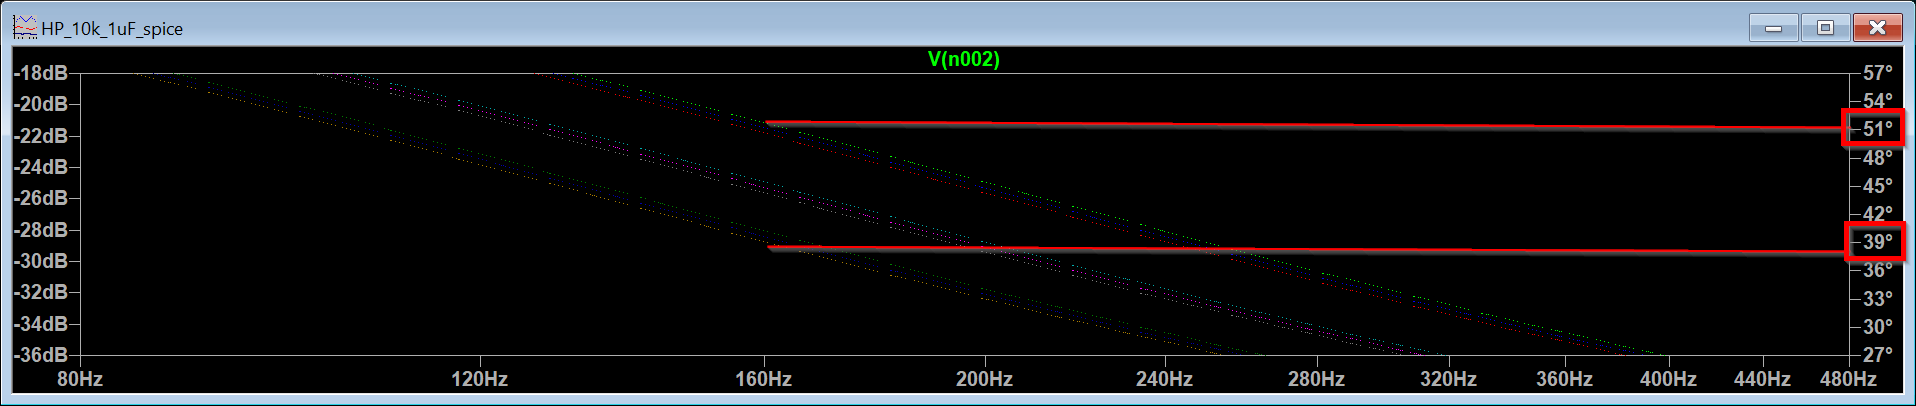 HP_10k_1uF_spice
V(n002)
-18dB
-20dB
-22dB
-24dB
-26dB
-28dB
-30dB
-32dB
-34dB
-36dB
57°
54°
51°
48°
45°
42°
39°
36°
33°
30°
27°
80Hz 120Hz 160Hz 200Hz 240Hz 280Hz 320Hz 360Hz 400Hz 440Hz 480Hz